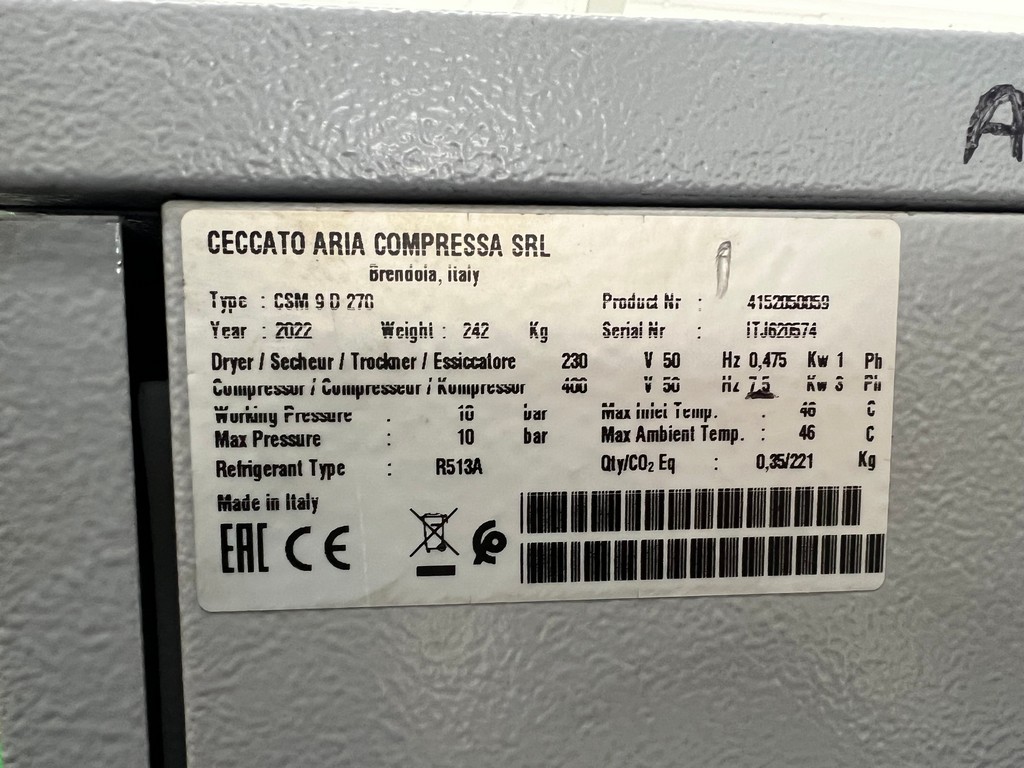 A
CECCATO ARIA COMPRESSA SRL
Brendola, Italy
Type : CSM 9 D 270 Product Nr : 4152050059
Year : 2022 Weight : 242 Kg Serial Nr : ITJ620574
Dryer / Secheur / Trockner / Essiccatore 230 V 50 Hz 0,475 Kw 1 Ph
Compressor / Compresseur / Kompressor 400 V 50 Hz 7,5 Kw 3 Ph
Working Pressure : 10 bar Max Inlet Temp. : 46 C
Max Pressure : 10 bar Max Ambient Temp. : 46 C
Refrigerant Type : R513A Qty/CO₂ Eq : 0,35/221 Kg
Made in Italy
EAC CE